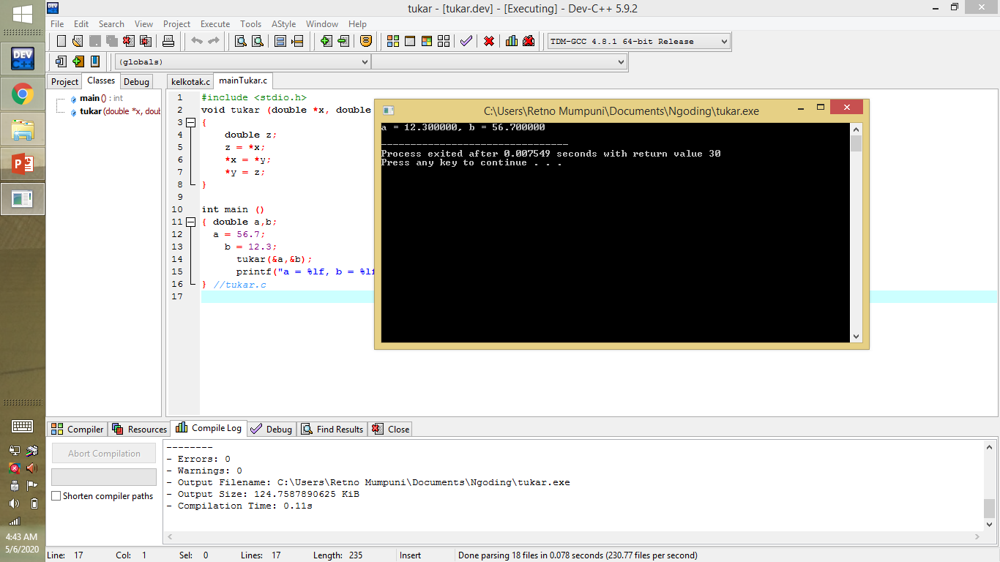 tukar - [tukar.dev] - [Executing] - Dev-C++ 5.9.2
File Edit Search View Project Execute Tools AStyle Window Help
TDM-GCC 4.8.1 64-bit Release
(globals)
Project Classes Debug
kelkotak.c mainTukar.c
main () : int
tukar (double *x, doub
1 #include <stdio.h>
2 void tukar (double *x, double
3 {
4 double z;
5 z = *x;
6 *x = *y;
7 *y = z;
8 }
9
10 int main ()
11 { double a,b;
12 a = 56.7;
13 b = 12.3;
14 tukar(&a,&b);
15 printf("a = %lf, b = %lf
16 } //tukar.c
17
C:\Users\Retno Mumpuni\Documents\Ngoding\tukar.exe
a = 12.300000, b = 56.700000
--------------------------------
Process exited after 0.007549 seconds with return value 30
Press any key to continue . . .
Compiler Resources Compile Log Debug Find Results Close
Abort Compilation
Shorten compiler paths
--------
- Errors: 0
- Warnings: 0
- Output Filename: C:\Users\Retno Mumpuni\Documents\Ngoding\tukar.exe
- Output Size: 124.7587890625 KiB
- Compilation Time: 0.11s
Line: 17 Col: 1 Sel: 0 Lines: 17 Length: 235 Insert Done parsing 18 files in 0.078 seconds (230.77 files per second)
DEV
C++
P
4:43 AM
5/6/2020